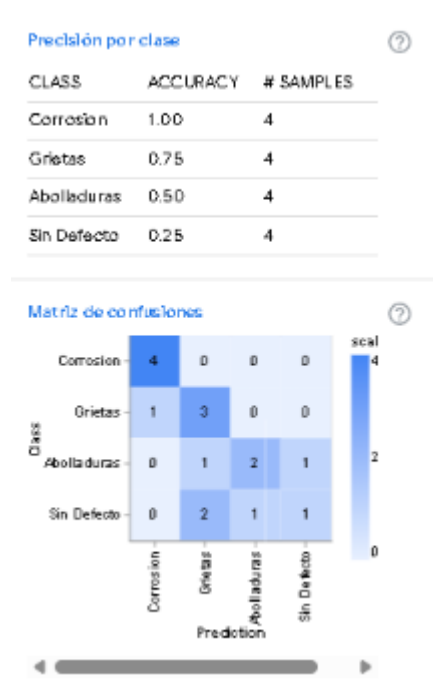 Precisión por clase
CLASS ACCURACY # SAMPLES
Corrosion 1.00 4
Grietas 0.75 4
Abolladuras 0.50 4
Sin Defecto 0.25 4
Matriz de confusiones
scal
Corrosion 4 0 0 0 4
Grietas 1 3 0 0
Class
Abolladuras 0 1 2 1 2
Sin Defecto 0 2 1 1 0
Corrosion Grietas Abolladuras Sin Defecto
Prediction